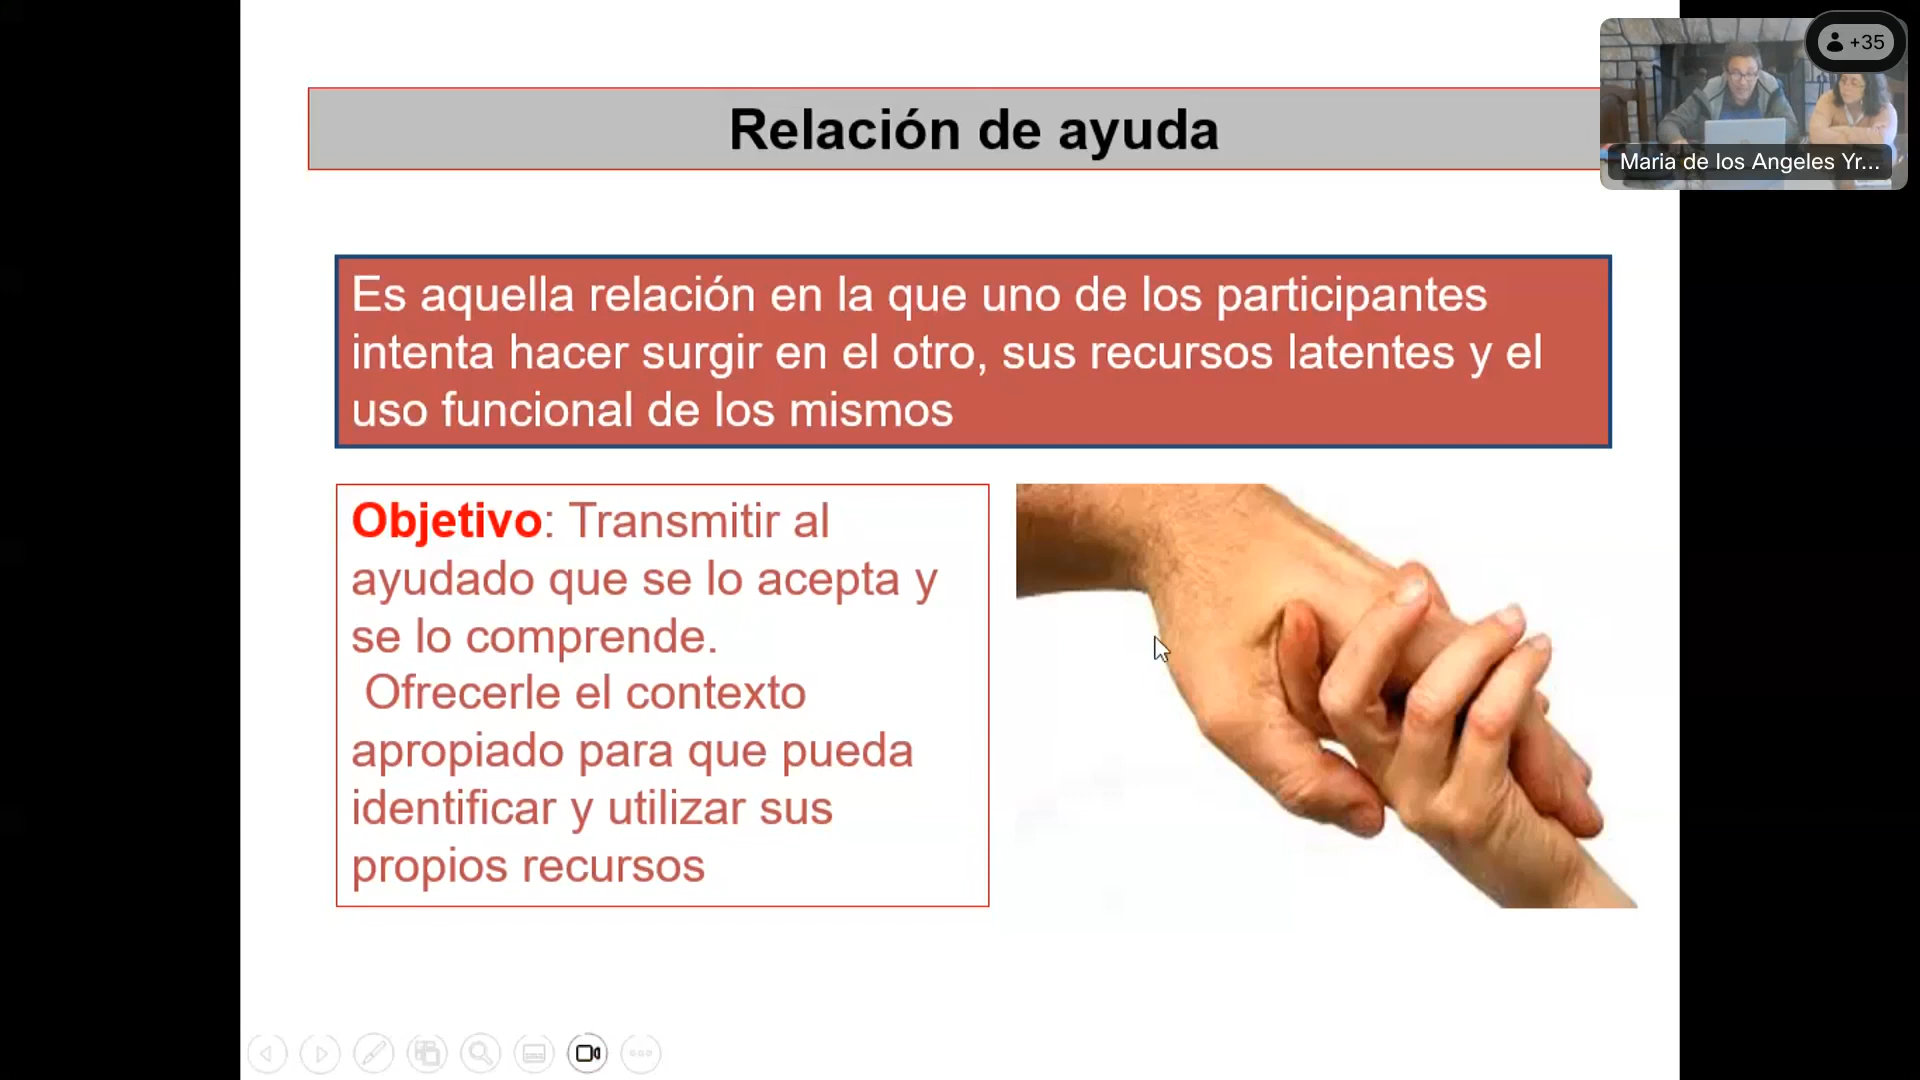 +35
Maria de los Angeles Yr...
Relación de ayuda
Es aquella relación en la que uno de los participantes
intenta hacer surgir en el otro, sus recursos latentes y el
uso funcional de los mismos
Objetivo: Transmitir al
ayudado que se lo acepta y
se lo comprende.
Ofrecerle el contexto
apropiado para que pueda
identificar y utilizar sus
propios recursos